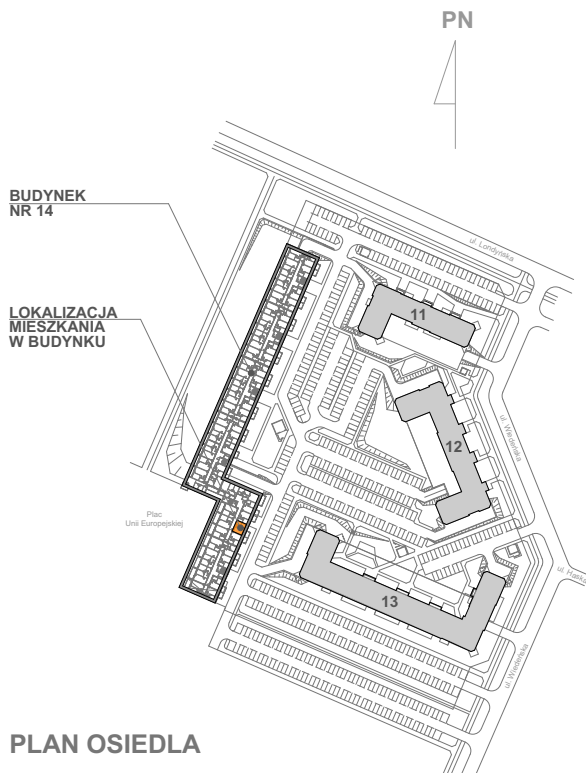 PN
ul. Londyńska
BUDYNEK
NR 14
LOKALIZACJA
MIESZKANIA
W BUDYNKU
11
12
ul. Wiedeńska
Plac
Unii Europejskiej
13
ul. Haska
ul. Wiedeńska
PLAN OSIEDLA